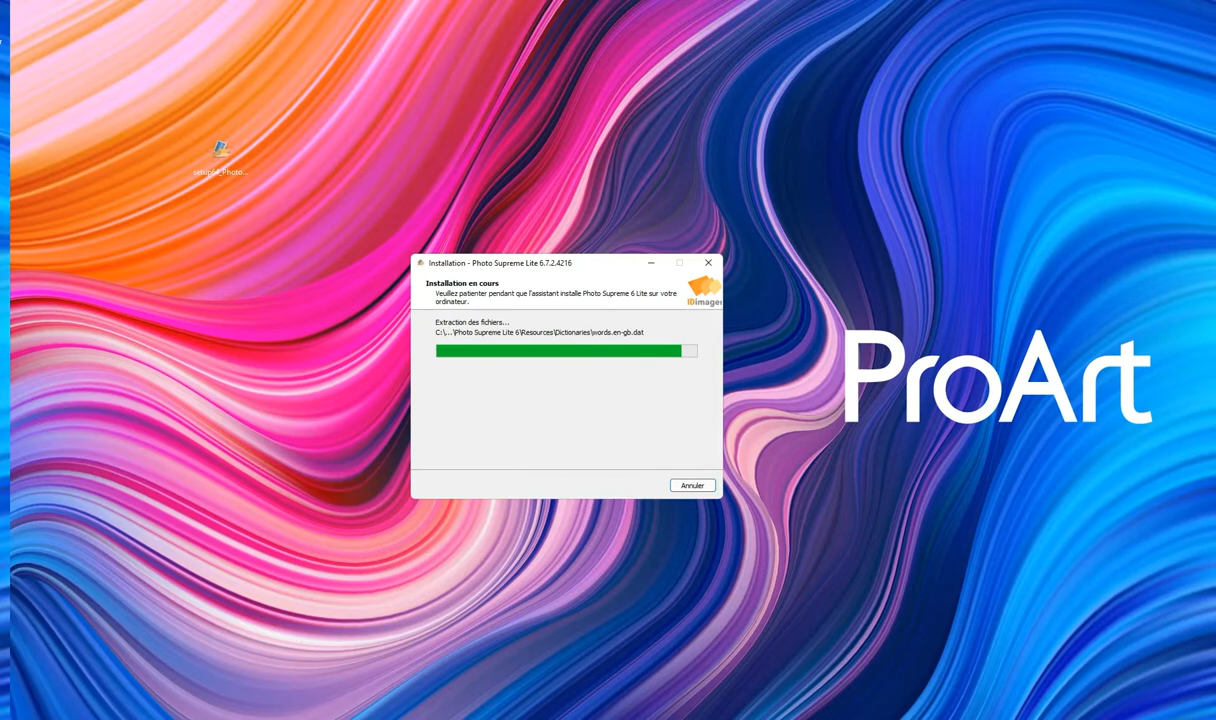 setup64_Photo...
Installation - Photo Supreme Lite 6.7.2.4216
Installation en cours
Veuillez patienter pendant que l'assistant installe Photo Supreme 6 Lite sur votre
ordinateur.
IDimager
Extraction des fichiers...
C:\...\Photo Supreme Lite 6\Resources\Dictionaries\words.en-gb.dat
ProArt
Annuler